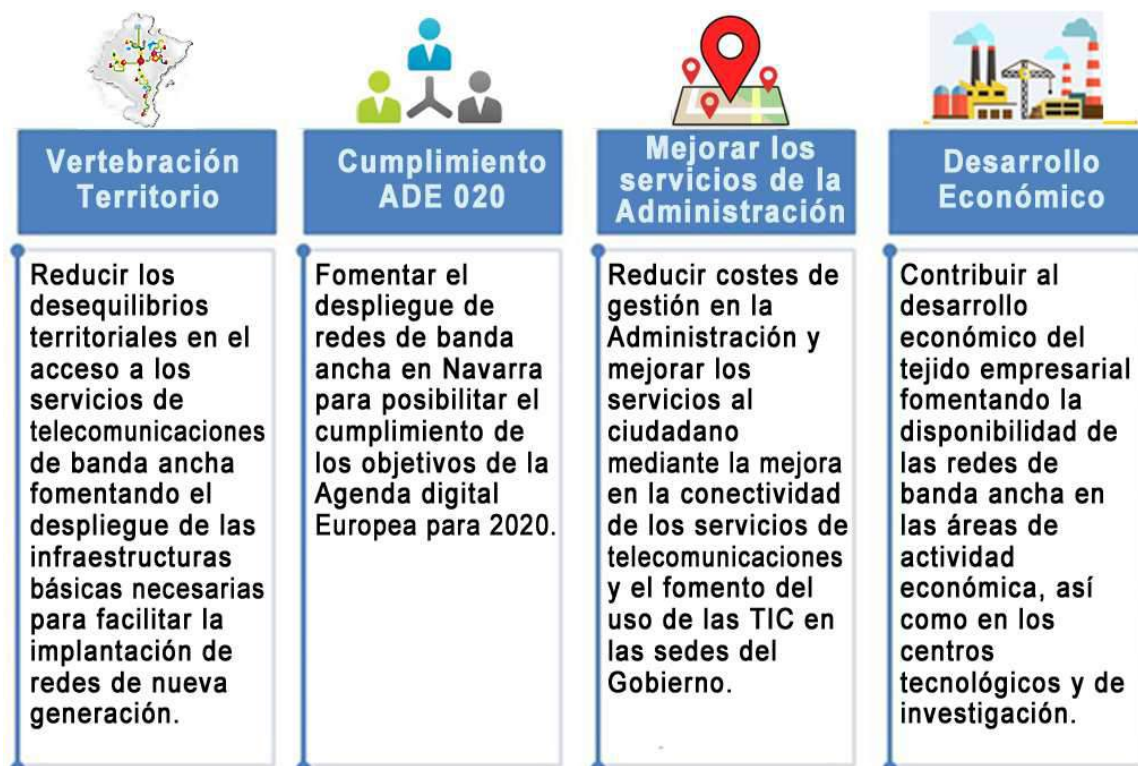 Vertebración
Territorio
Reducir los
desequilibrios
territoriales en el
acceso a los
servicios de
telecomunicaciones
de banda ancha
fomentando el
despliegue de las
infraestructuras
básicas necesarias
para facilitar la
implantación de
redes de nueva
generación.
Cumplimiento
ADE 020
Fomentar el
despliegue de
redes de banda
ancha en Navarra
para posibilitar el
cumplimiento de
los objetivos de la
Agenda digital
Europea para 2020.
Mejorar los
servicios de la
Administración
Reducir costes de
gestión en la
Administración y
mejorar los
servicios al
ciudadano
mediante la mejora
en la conectividad
de los servicios de
telecomunicaciones
y el fomento del
uso de las TIC en
las sedes del
Gobierno.
Desarrollo
Económico
Contribuir al
desarrollo
económico del
tejido empresarial
fomentando la
disponibilidad de
las redes de
banda ancha en
las áreas de
actividad
económica, así
como en los
centros
tecnológicos y de
investigación.